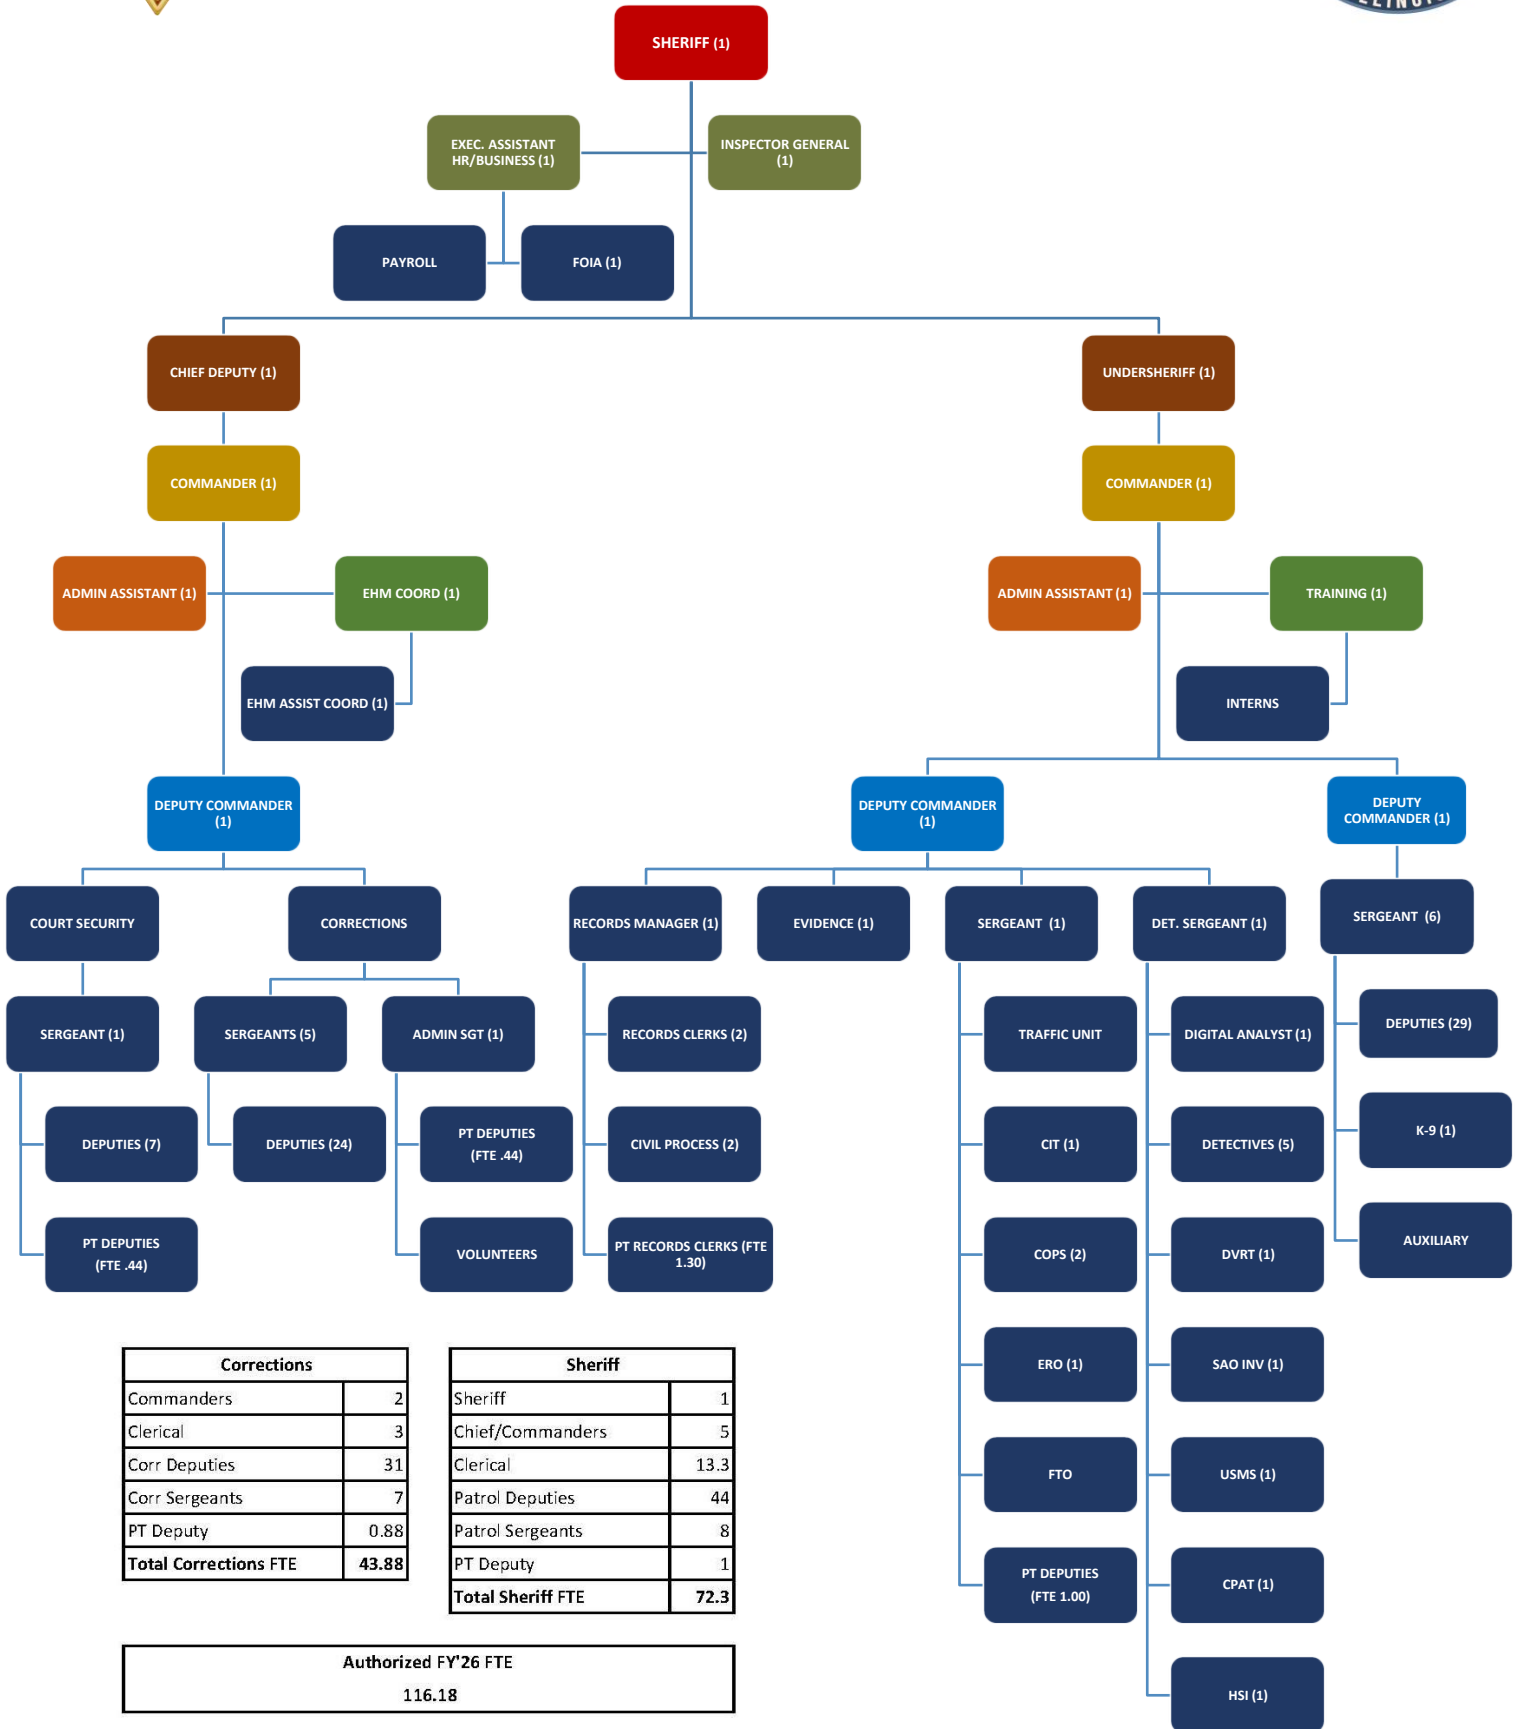 SHERIFF (1)
EXEC. ASSISTANT
HR/BUSINESS (1)
INSPECTOR GENERAL
(1)
PAYROLL
FOIA (1)
CHIEF DEPUTY (1)
UNDERSHERIFF (1)
COMMANDER (1)
COMMANDER (1)
ADMIN ASSISTANT (1)
EHM COORD (1)
ADMIN ASSISTANT (1)
TRAINING (1)
EHM ASSIST COORD (1)
INTERNS
DEPUTY COMMANDER
(1)
DEPUTY COMMANDER
(1)
DEPUTY
COMMANDER (1)
COURT SECURITY
CORRECTIONS
RECORDS MANAGER (1)
EVIDENCE (1)
SERGEANT (1)
DET. SERGEANT (1)
SERGEANT (6)
SERGEANT (1)
SERGEANTS (5)
ADMIN SGT (1)
RECORDS CLERKS (2)
TRAFFIC UNIT
DIGITAL ANALYST (1)
DEPUTIES (29)
DEPUTIES (7)
DEPUTIES (24)
PT DEPUTIES
(FTE .44)
CIVIL PROCESS (2)
CIT (1)
DETECTIVES (5)
K-9 (1)
PT DEPUTIES
(FTE .44)
VOLUNTEERS
PT RECORDS CLERKS (FTE
1.30)
COPS (2)
DVRT (1)
AUXILIARY
ERO (1)
SAO INV (1)
FTO
USMS (1)
PT DEPUTIES
(FTE 1.00)
CPAT (1)
HSI (1)
Corrections
Commanders 2
Clerical 3
Corr Deputies 31
Corr Sergeants 7
PT Deputy 0.88
Total Corrections FTE 43.88
Sheriff
Sheriff 1
Chief/Commanders 5
Clerical 13.3
Patrol Deputies 44
Patrol Sergeants 8
PT Deputy 1
Total Sheriff FTE 72.3
Authorized FY'26 FTE
116.18